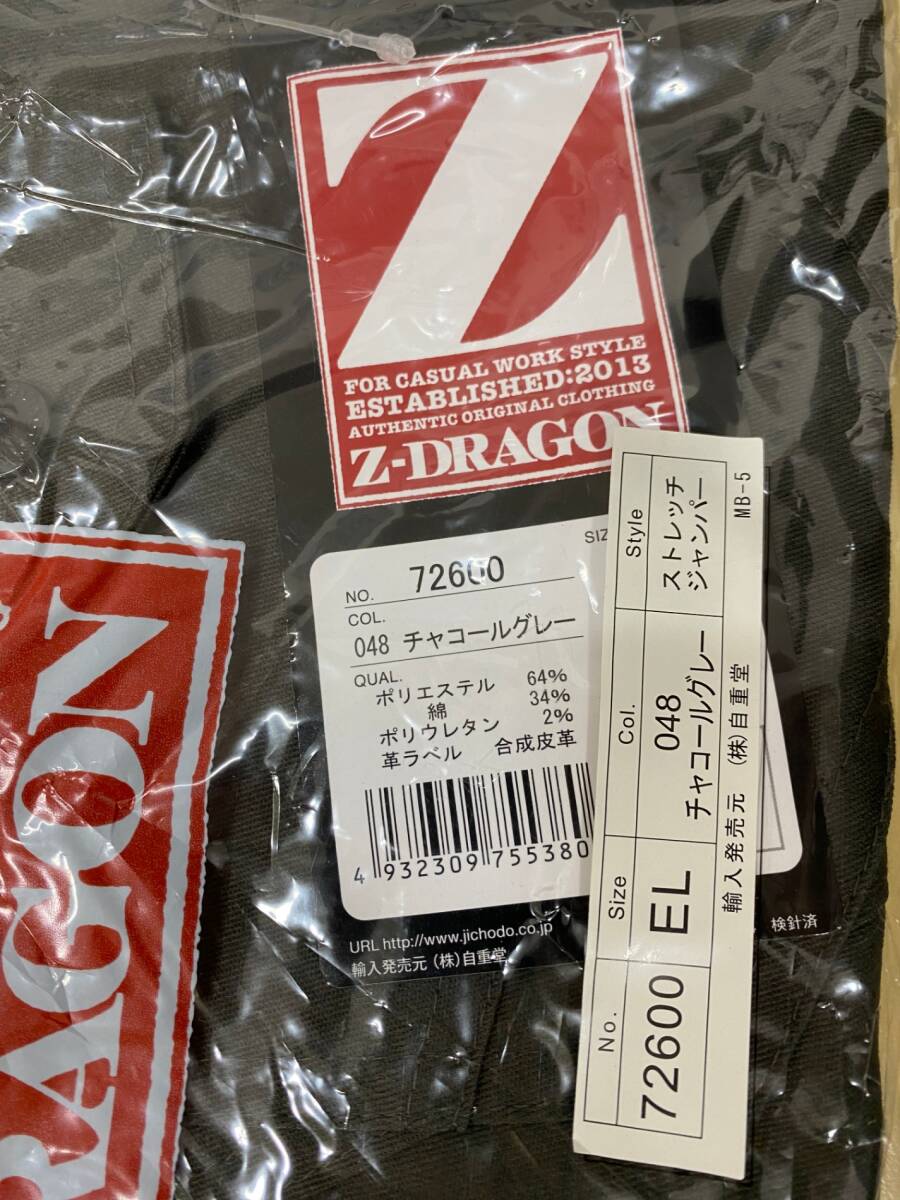 Z
FOR CASUAL WORK STYLE
ESTABLISHED:2013
AUTHENTIC ORIGINAL CLOTHING
Z-DRAGON
NO. 72600
COL.
048 チャコールグレー
QUAL.
ポリエステル 64%
綿 34%
ポリウレタン 2%
革ラベル 合成皮革
4 932309 755380
URL http://www.jichodo.co.jp
輸入発売元 (株)自重堂
検針済
No. Size Col. Style
72600 EL 048 チャコールグレー ストレッチ ジャンパー
輸入発売元 (株)自重堂 MB-5
RAGON